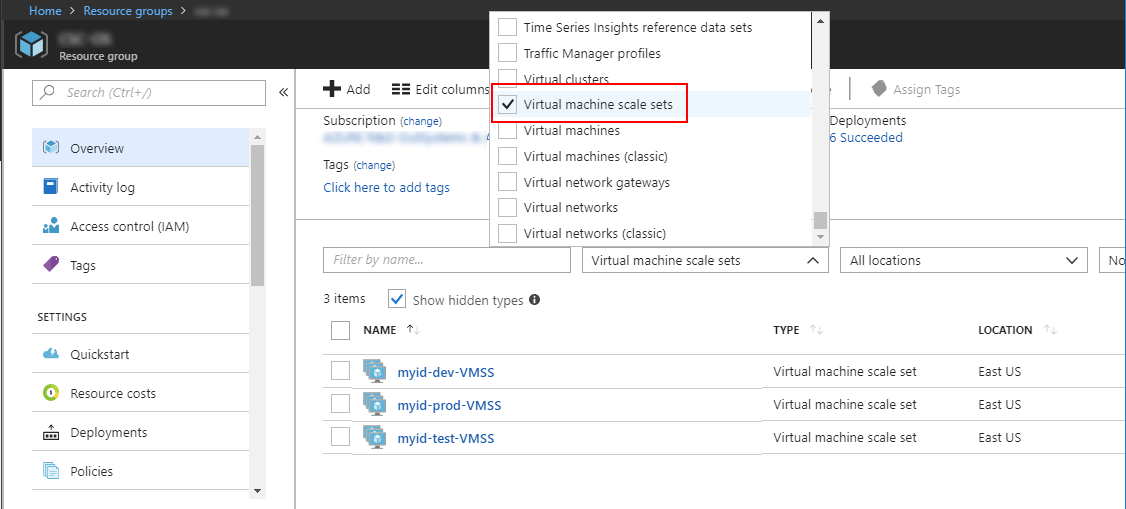 Home > Resource groups >
Resource group
Search (Ctrl+/)
Overview
Activity log
Access control (IAM)
Tags
SETTINGS
Quickstart
Resource costs
Deployments
Policies
Time Series Insights reference data sets
Traffic Manager profiles
Virtual clusters
Virtual machine scale sets
Virtual machines
Virtual machines (classic)
Virtual network gateways
Virtual networks
Virtual networks (classic)
Add Edit columns Assign Tags
Subscription (change) Deployments
6 Succeeded
Tags (change)
Click here to add tags
Filter by name... Virtual machine scale sets All locations No
3 items Show hidden types
NAME TYPE LOCATION
myid-dev-VMSS Virtual machine scale set East US
myid-prod-VMSS Virtual machine scale set East US
myid-test-VMSS Virtual machine scale set East US